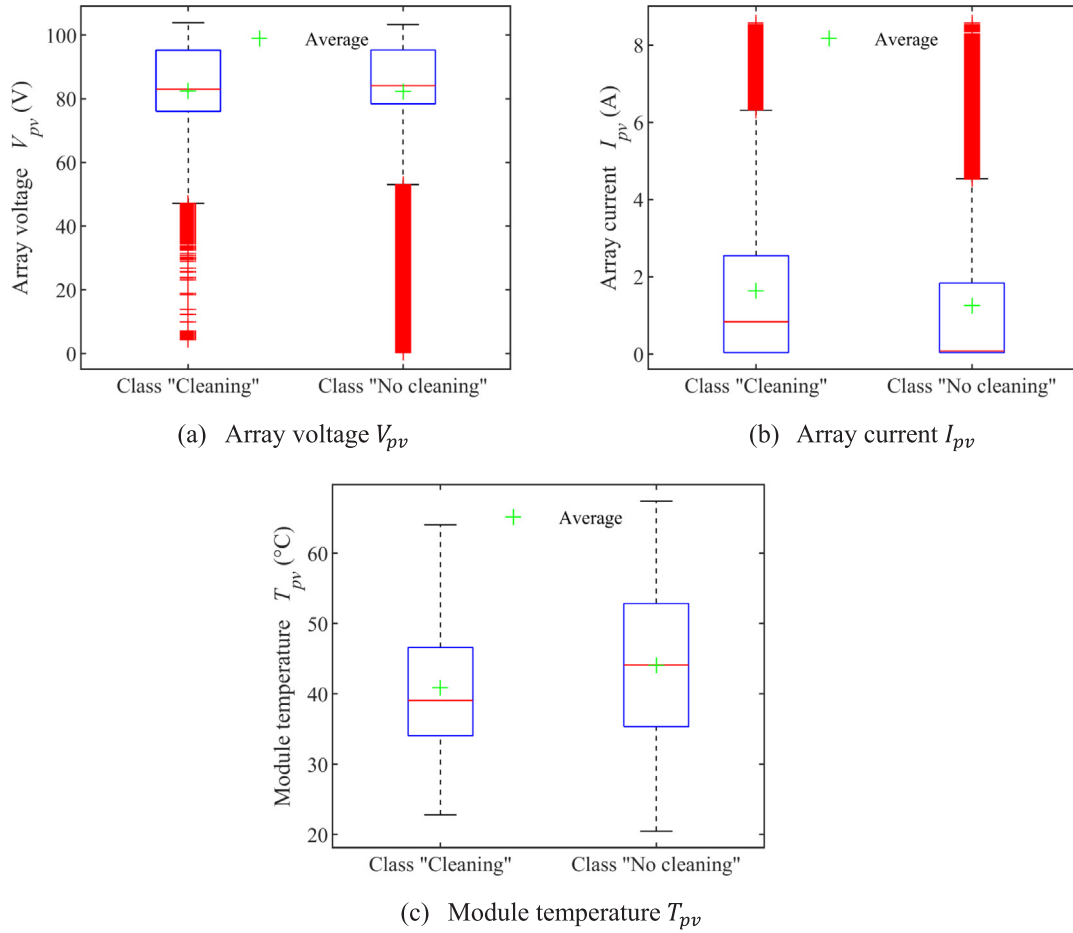 100
80
60
40
20
0
Array voltage V_pv (V)
Average
Class "Cleaning"
Class "No cleaning"
(a) Array voltage V_pv
8
6
4
2
0
Array current I_pv (A)
Average
Class "Cleaning"
Class "No cleaning"
(b) Array current I_pv
60
50
40
30
20
Module temperature T_pv (°C)
Average
Class "Cleaning"
Class "No cleaning"
(c) Module temperature T_pv